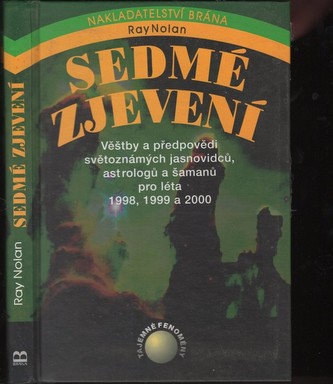 NAKLADATELSTVÍ BRÁNA
Ray Nolan
SEDMÉ
ZJEVENÍ
Věštby a předpovědi
světoznámých jasnovidců,
astrologů a šamanů
pro léta
1998, 1999 a 2000
TAJEMNÉ FENOMÉNY
Ray Nolan SEDMÉ ZJEVENÍ
B
BRÁNA